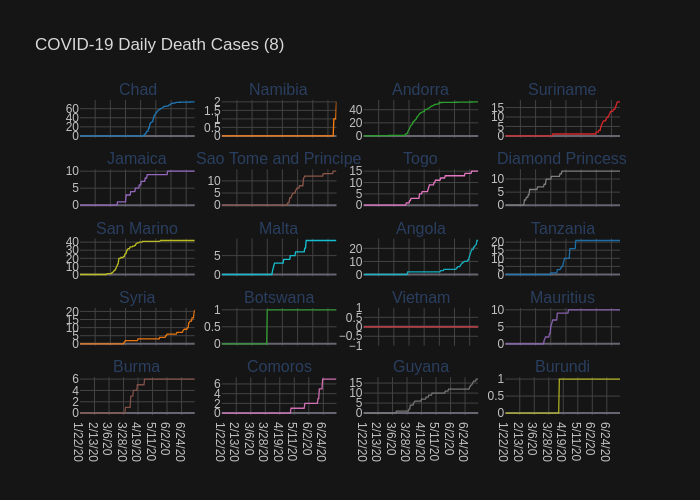 COVID-19 Daily Death Cases (8)
Chad Namibia Andorra Suriname
60 40 20 0
2 1.5 1 0.5 0
40 20 0
15 10 5 0
Jamaica Sao Tome and Principe Togo Diamond Princess
10 5 0
10 5 0
15 10 5 0
10 5 0
San Marino Malta Angola Tanzania
40 30 20 10 0
5 0
20 10 0
20 15 10 5 0
Syria Botswana Vietnam Mauritius
20 15 10 5 0
1 0.5 0
1 0.5 0 −0.5 −1
10 5 0
Burma Comoros Guyana Burundi
6 4 2 0
6 4 2 0
15 10 5 0
1 0.5 0
1/22/20 2/13/20 3/6/20 3/28/20 4/19/20 5/11/20 6/2/20 6/24/20
1/22/20 2/13/20 3/6/20 3/28/20 4/19/20 5/11/20 6/2/20 6/24/20
1/22/20 2/13/20 3/6/20 3/28/20 4/19/20 5/11/20 6/2/20 6/24/20
1/22/20 2/13/20 3/6/20 3/28/20 4/19/20 5/11/20 6/2/20 6/24/20